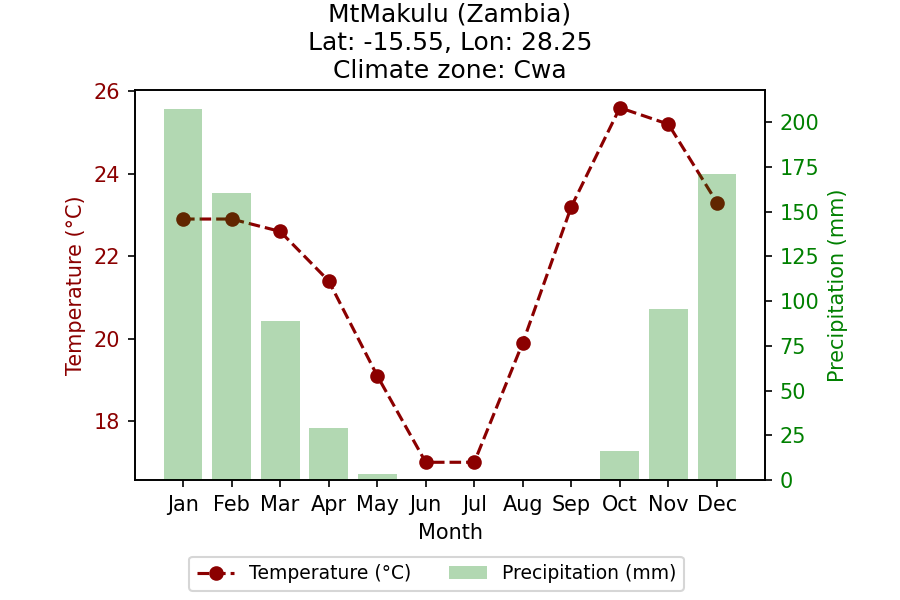 MtMakulu (Zambia)
Lat: -15.55, Lon: 28.25
Climate zone: Cwa
26
24
22
20
18
Temperature (°C)
200
175
150
125
100
75
50
25
0
Precipitation (mm)
Jan Feb Mar Apr May Jun Jul Aug Sep Oct Nov Dec
Month
Temperature (°C) Precipitation (mm)